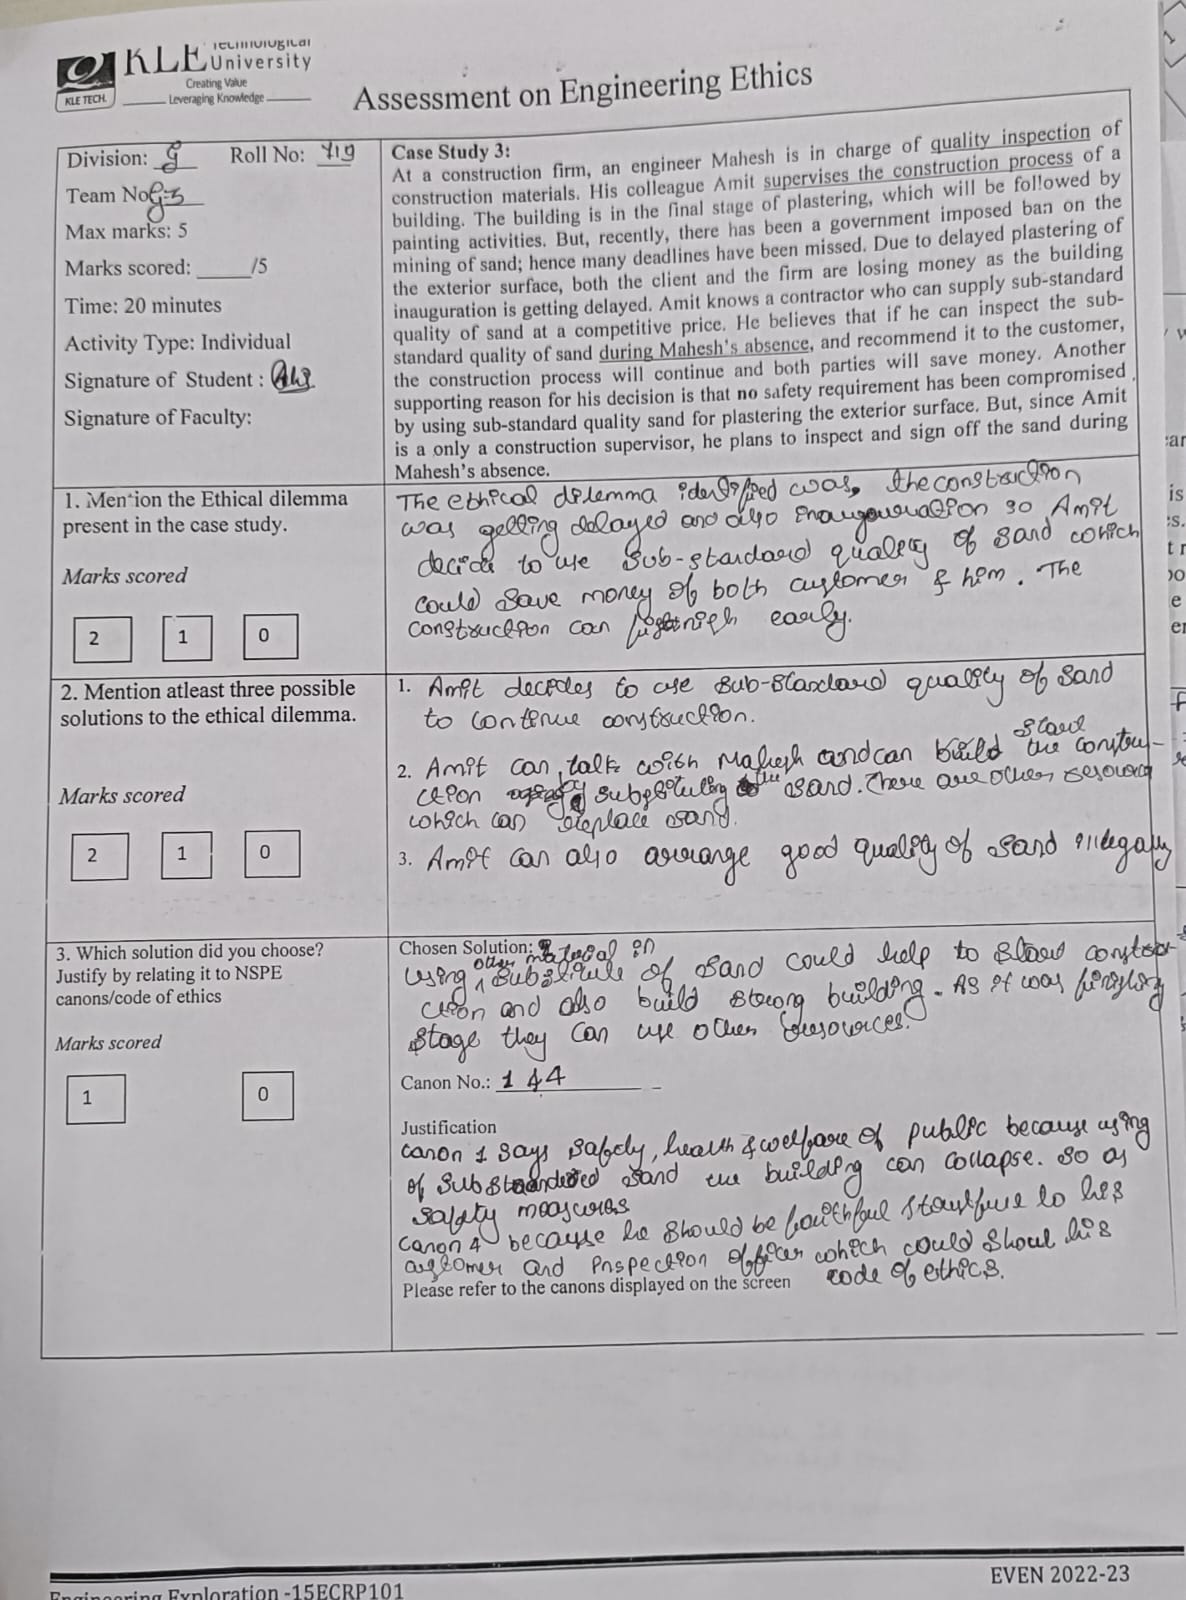 Technological
KLE University
Creating Value
Leveraging Knowledge
KLE TECH.
Assessment on Engineering Ethics
Division: G Roll No: 719
Team No G-3
Max marks: 5
Marks scored: _____/5
Time: 20 minutes
Activity Type: Individual
Signature of Student :
Signature of Faculty:
Case Study 3:
At a construction firm, an engineer Mahesh is in charge of quality inspection of
construction materials. His colleague Amit supervises the construction process of a
building. The building is in the final stage of plastering, which will be followed by
painting activities. But, recently, there has been a government imposed ban on the
mining of sand; hence many deadlines have been missed. Due to delayed plastering of
the exterior surface, both the client and the firm are losing money as the building
inauguration is getting delayed. Amit knows a contractor who can supply sub-standard
quality of sand at a competitive price. He believes that if he can inspect the sub-
standard quality of sand during Mahesh's absence, and recommend it to the customer,
the construction process will continue and both parties will save money. Another
supporting reason for his decision is that no safety requirement has been compromised
by using sub-standard quality sand for plastering the exterior surface. But, since Amit
is a only a construction supervisor, he plans to inspect and sign off the sand during
Mahesh's absence.
1. Mention the Ethical dilemma
present in the case study.
Marks scored
2 1 0
The ethical dilemma identified was, the construction
was getting delayed and also inauguration so Amit
decide to use sub-standard quality of sand which
could save money of both customer & him. The
construction can finish early.
2. Mention atleast three possible
solutions to the ethical dilemma.
Marks scored
2 1 0
1. Amit decides to use sub-standard quality of sand
to continue construction.
2. Amit can talk with Mahesh and can start the constru-
ction by substituting the sand. There are other resources
which can replace sand.
3. Amit can also arrange good quality of sand illegally
3. Which solution did you choose?
Justify by relating it to NSPE
canons/code of ethics
Marks scored
1 0
Chosen Solution: 2
using other material in substitute of sand could help to start constru-
ction and also build strong building. As it was finishing
stage they can use other resources.
Canon No.: 1 & 4
Justification
Canon 1 says safety, health & welfare of public because using
of substandered sand the building can collapse. So as
safety measures
Canon 4 because he should be faithful to his
customer and inspection officer which could his
code of ethics.
Please refer to the canons displayed on the screen
EVEN 2022-23
Engineering Exploration -15ECRP101